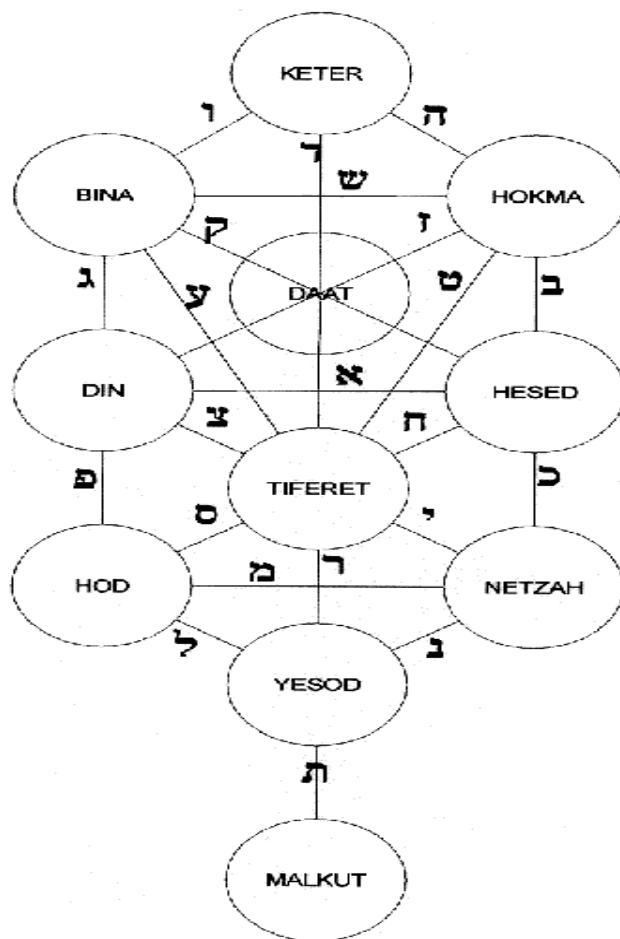 KETER
ו ה
ד
BINA ש HOKMA
ק ז
ג ע DAAT ט ב
DIN א HESED
צ ח
פ TIFERET
ס י
HOD מ ר NETZAH
ל נ
YESOD
ת
MALKUT